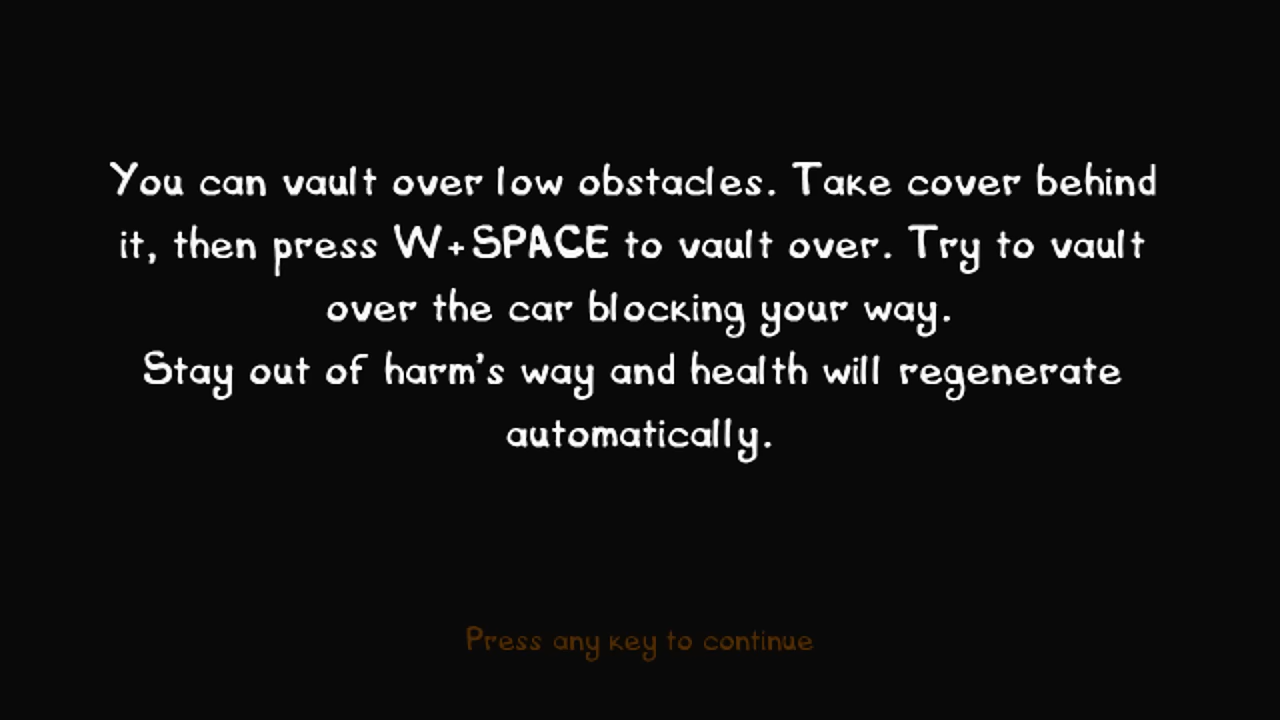 You can vault over low obstacles. Take cover behind
it, then press W+SPACE to vault over. Try to vault
over the car blocking your way.
Stay out of harm's way and health will regenerate
automatically.
Press any key to continue